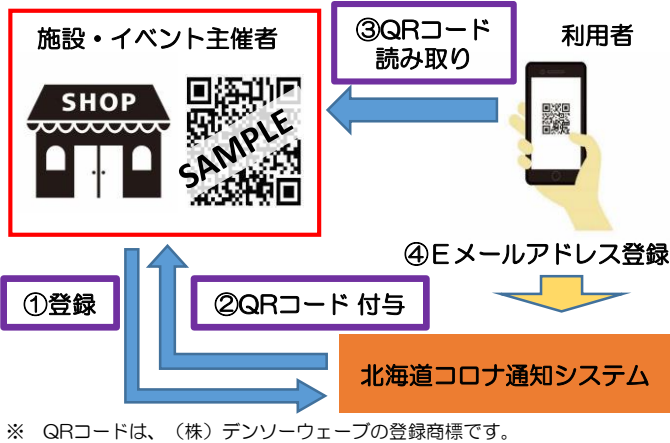 施設・イベント主催者
③QRコード
読み取り
利用者
SHOP
SAMPLE
④Eメールアドレス登録
①登録
②QRコード 付与
北海道コロナ通知システム
※　QRコードは、（株）デンソーウェーブの登録商標です。